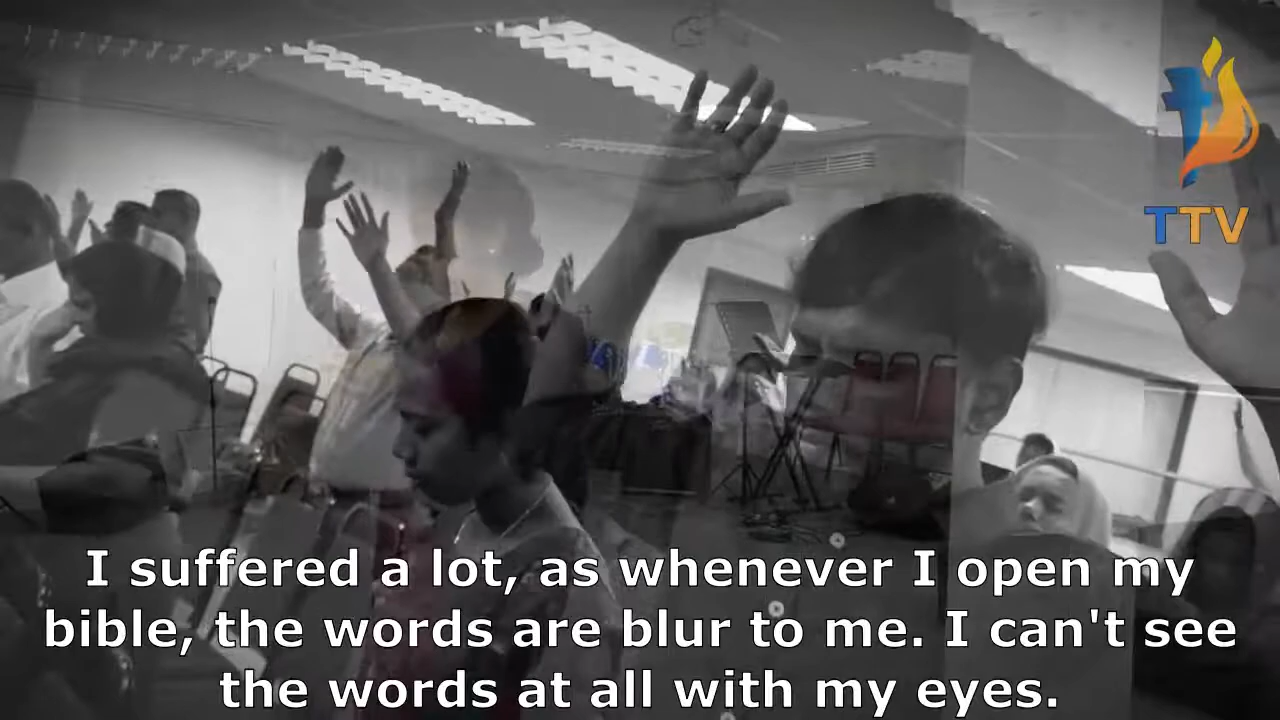 TTV
I suffered a lot, as whenever I open my
bible, the words are blur to me. I can't see
the words at all with my eyes.